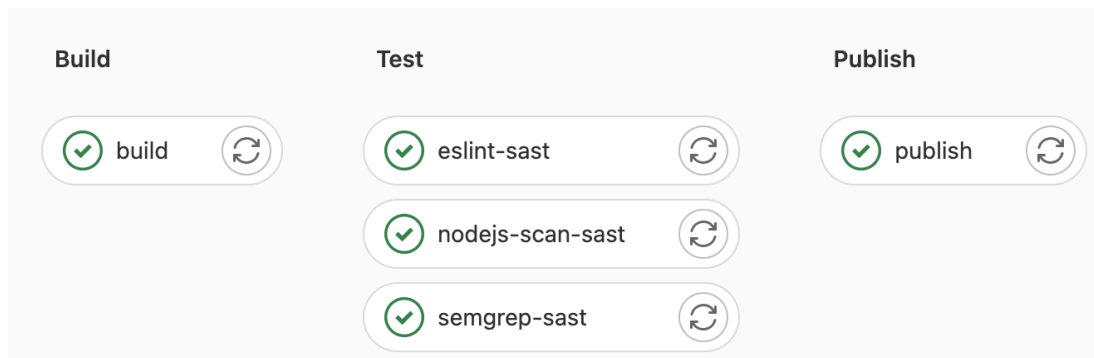 Build
build
Test
eslint-sast
nodejs-scan-sast
semgrep-sast
Publish
publish